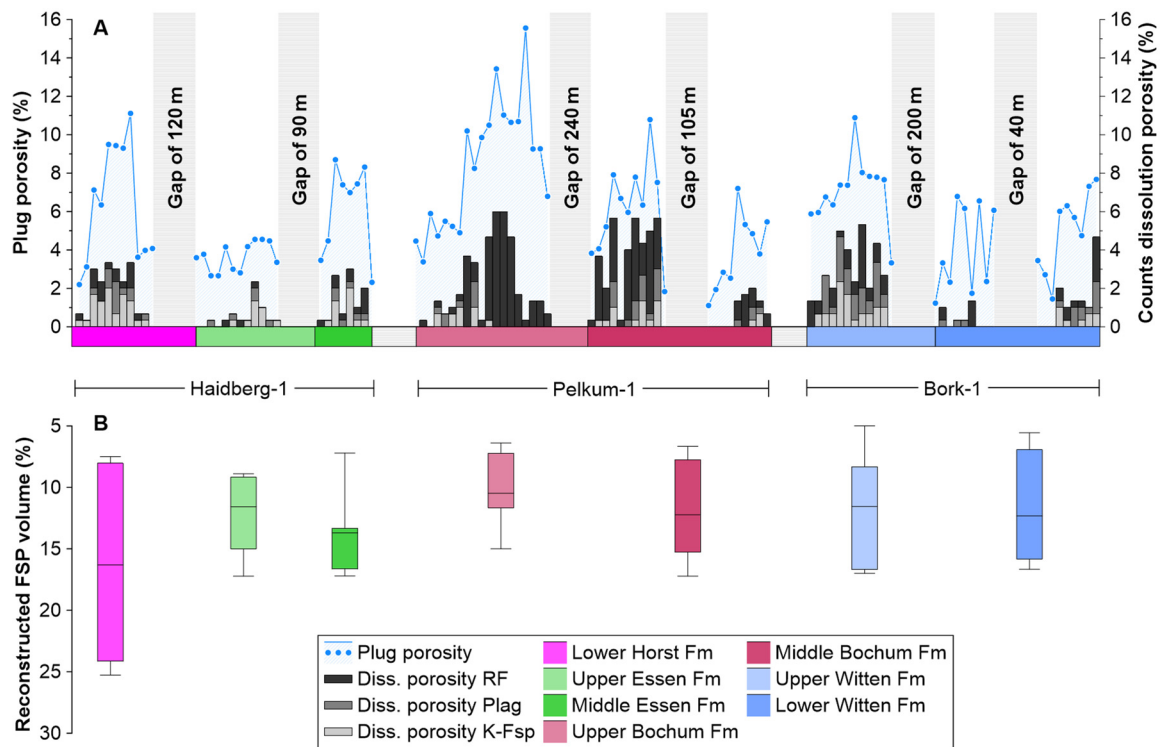 A
Plug porosity (%)
16
14
12
10
8
6
4
2
0
Gap of 120 m
Gap of 90 m
Gap of 240 m
Gap of 105 m
Gap of 200 m
Gap of 40 m
16
14
12
10
8
6
4
2
0
Counts dissolution porosity (%)
Haidberg-1
Pelkum-1
Bork-1
B
Reconstructed FSP volume (%)
5
10
15
20
25
30
Plug porosity
Diss. porosity RF
Diss. porosity Plag
Diss. porosity K-Fsp
Lower Horst Fm
Upper Essen Fm
Middle Essen Fm
Upper Bochum Fm
Middle Bochum Fm
Upper Witten Fm
Lower Witten Fm